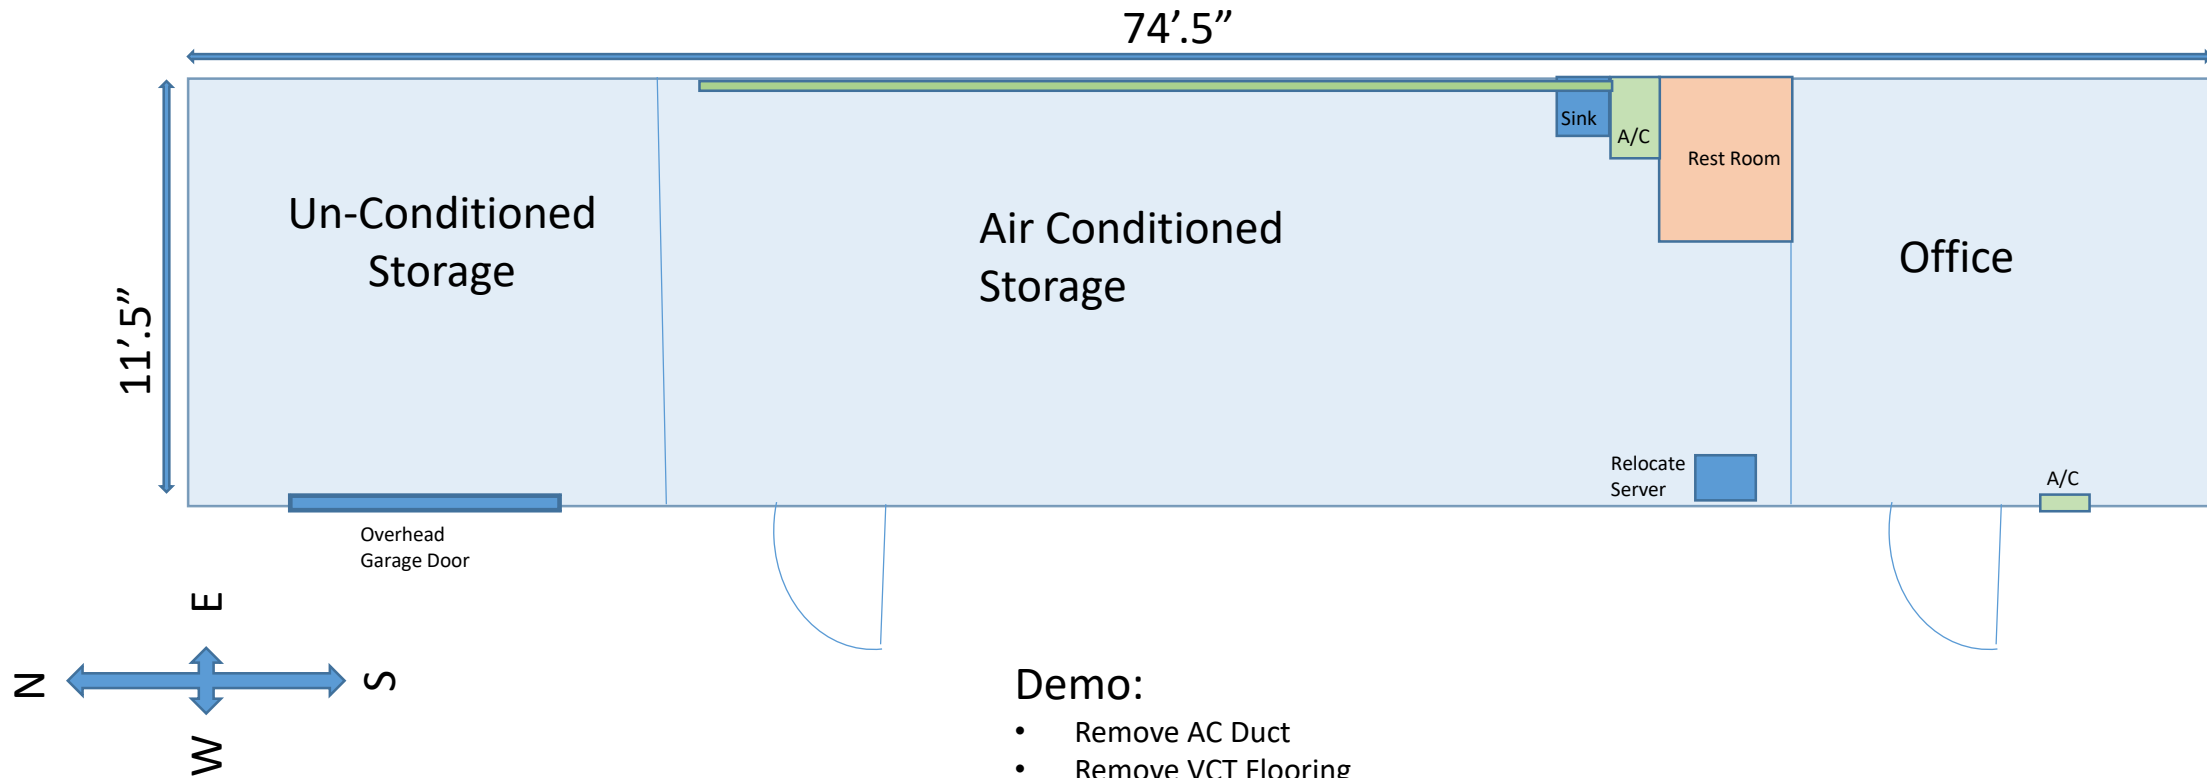 74’.5”
Sink
A/C
Rest Room
Un-Conditioned
Storage
Air Conditioned
Storage
Office
11’.5”
Relocate
Server
A/C
Overhead
Garage Door
E
N
S
W
Demo:
• Remove AC Duct
• Remove VCT Flooring